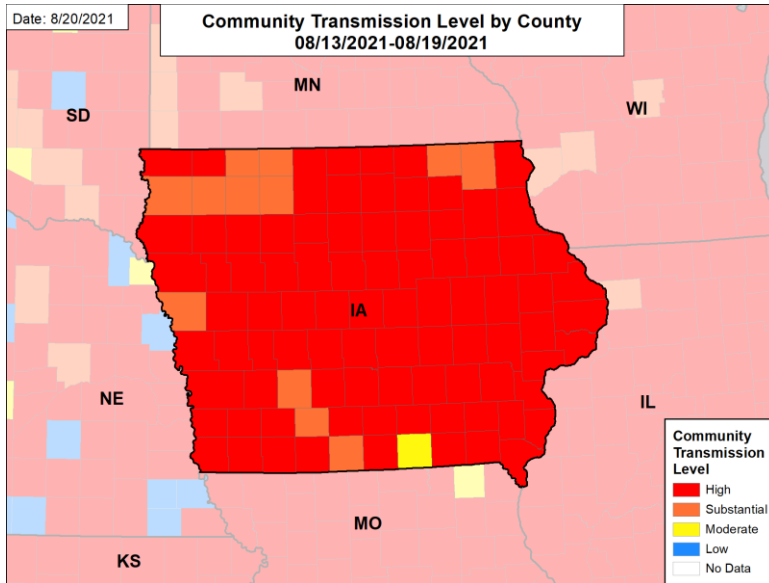 Date: 8/20/2021
Community Transmission Level by County
08/13/2021-08/19/2021
MN
WI
SD
IA
NE
IL
MO
KS
Community
Transmission
Level
High
Substantial
Moderate
Low
No Data